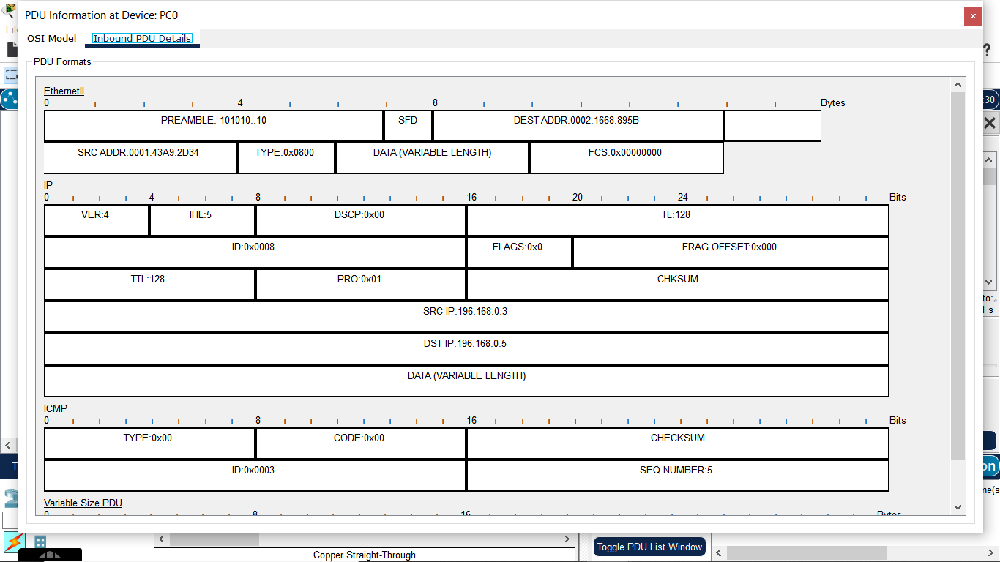 PDU Information at Device: PC0
File
OSI Model Inbound PDU Details
PDU Formats
EthernetII
0 4 8 Bytes
PREAMBLE: 101010..10 SFD DEST ADDR:0002.1668.895B
SRC ADDR:0001.43A9.2D34 TYPE:0x0800 DATA (VARIABLE LENGTH) FCS:0x00000000
IP
0 4 8 16 20 24 Bits
VER:4 IHL:5 DSCP:0x00 TL:128
ID:0x0008 FLAGS:0x0 FRAG OFFSET:0x000
TTL:128 PRO:0x01 CHKSUM
SRC IP:196.168.0.3
DST IP:196.168.0.5
DATA (VARIABLE LENGTH)
ICMP
0 8 16 Bits
TYPE:0x00 CODE:0x00 CHECKSUM
ID:0x0003 SEQ NUMBER:5
Variable Size PDU
0 8 16 Bytes
?
30
to:
s
on
me(s
T
Copper Straight-Through
Toggle PDU List Window